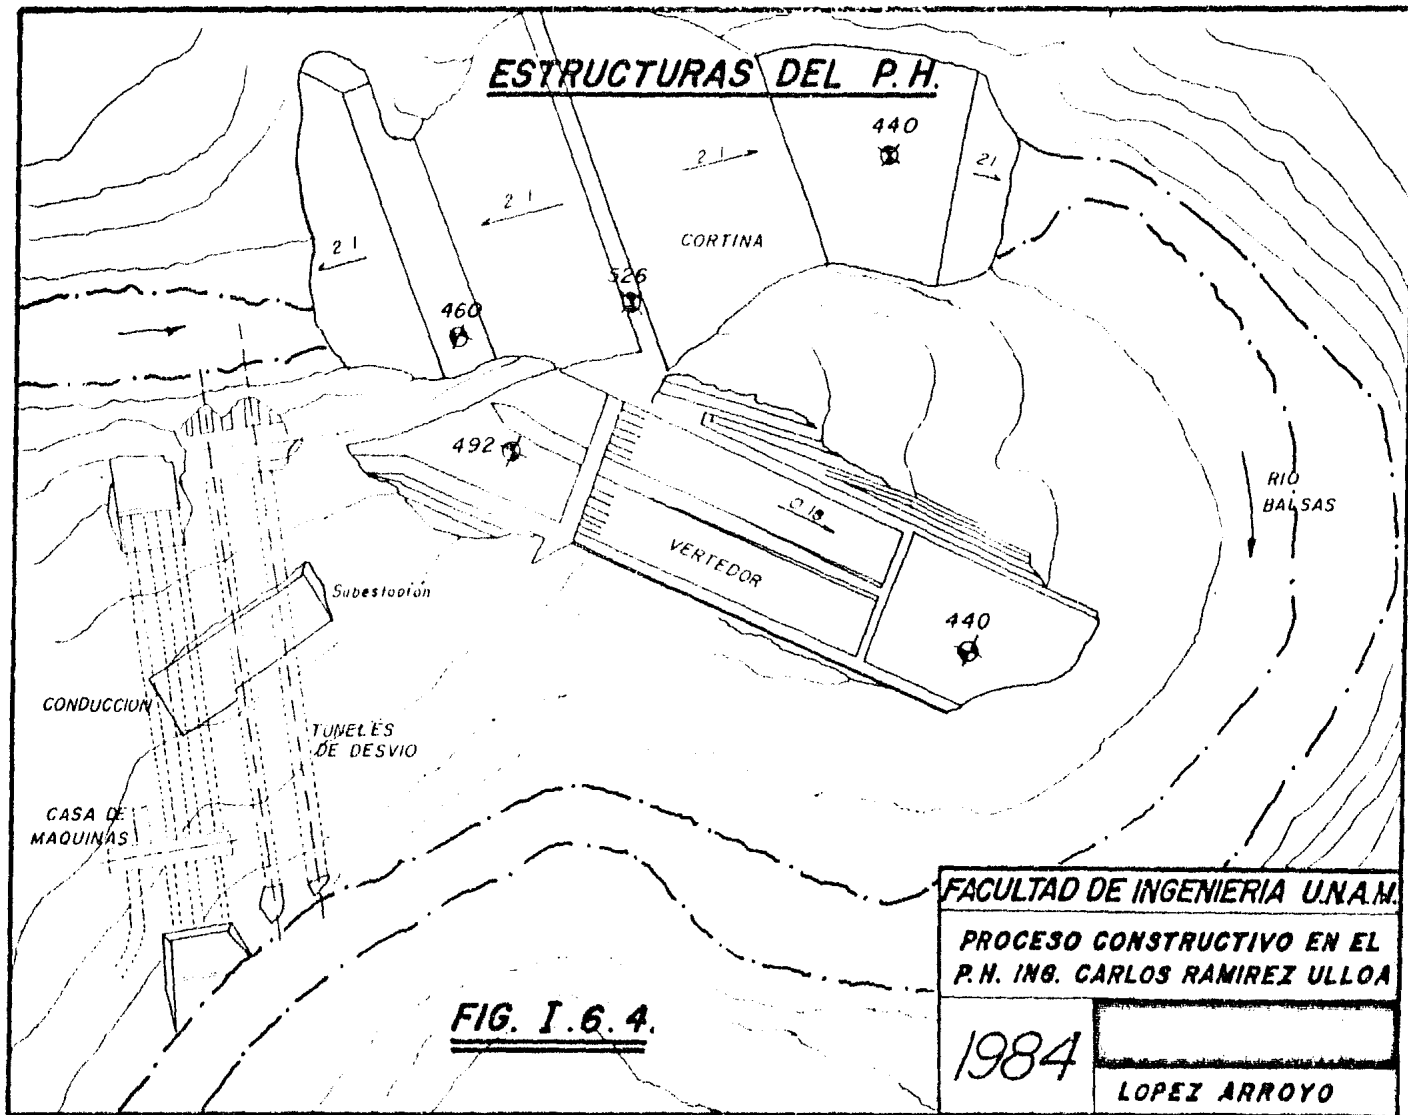 ESTRUCTURAS DEL P. H.
440
2 1
21
2 1
CORTINA
2 1
526
460
492
0.18
RIO
BALSAS
VERTEDOR
Subestación
440
CONDUCCION
TUNELES
DE DESVIO
CASA DE
MAQUINAS
FACULTAD DE INGENIERIA U.N.A.M.
PROCESO CONSTRUCTIVO EN EL
P.H. ING. CARLOS RAMIREZ ULLOA
FIG. I.6.4.
1984
LOPEZ ARROYO